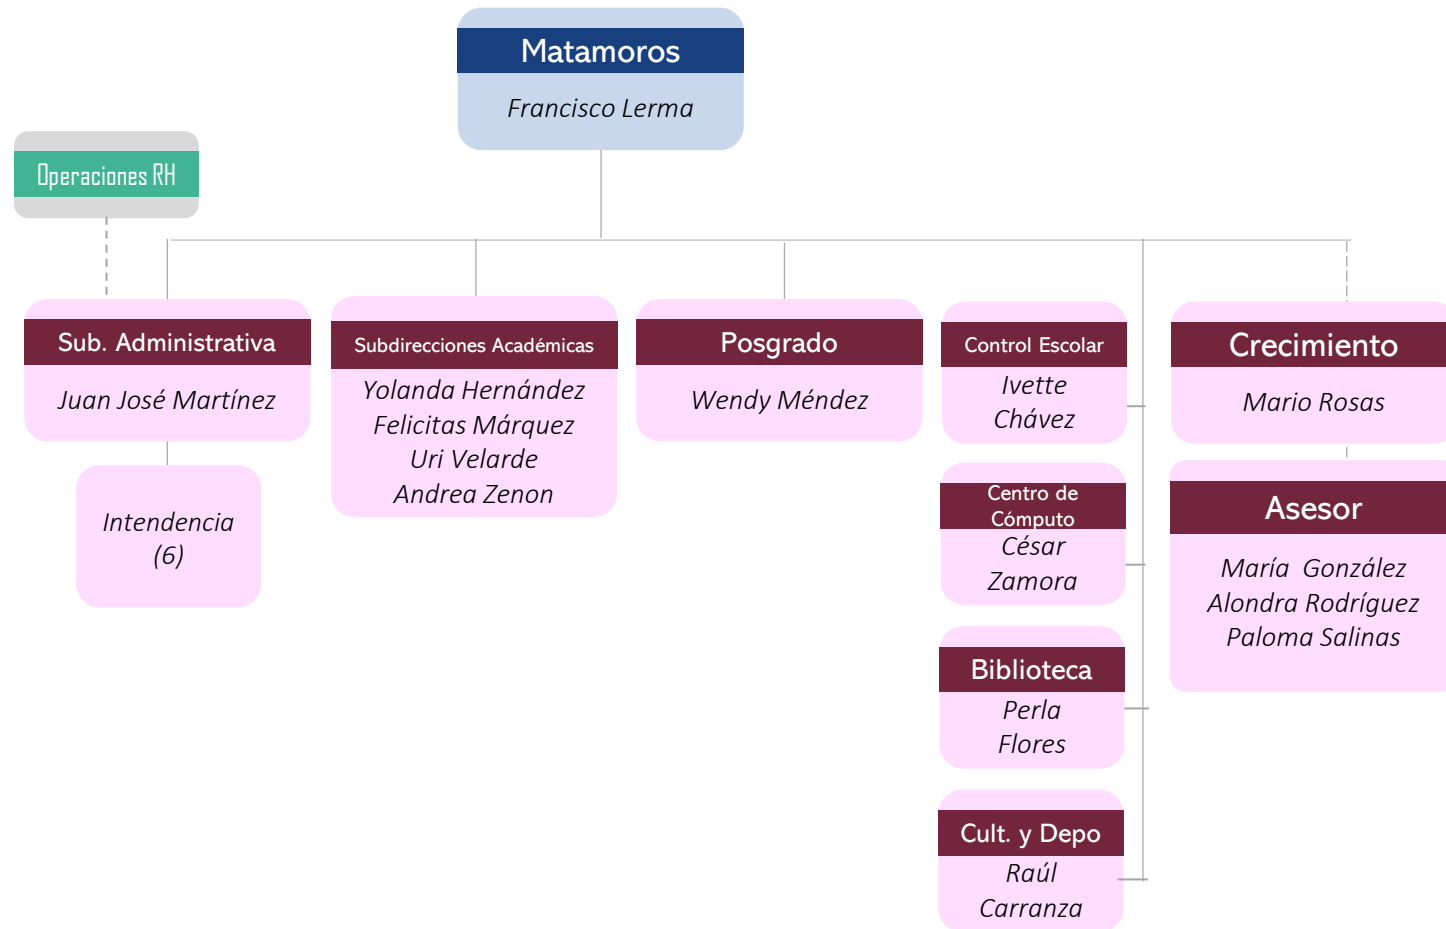 Matamoros
Francisco Lerma
Operaciones RH
Sub. Administrativa
Juan José Martínez
Intendencia
(6)
Subdirecciones Académicas
Yolanda Hernández
Felicitas Márquez
Uri Velarde
Andrea Zenon
Posgrado
Wendy Méndez
Control Escolar
Ivette
Chávez
Centro de
Cómputo
César
Zamora
Biblioteca
Perla
Flores
Cult. y Depo
Raúl
Carranza
Crecimiento
Mario Rosas
Asesor
María  González
Alondra Rodríguez
Paloma Salinas